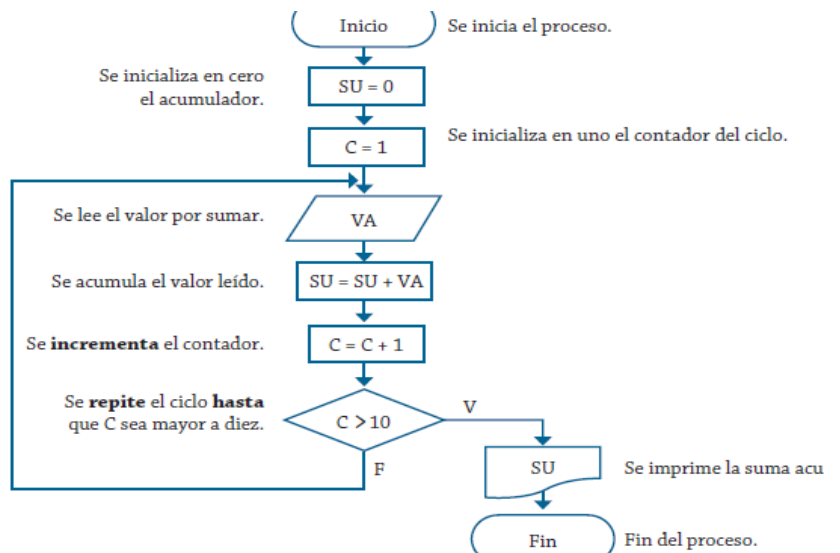 Inicio
Se inicia el proceso.
Se inicializa en cero
el acumulador.
SU = 0
C = 1
Se inicializa en uno el contador del ciclo.
Se lee el valor por sumar.
VA
Se acumula el valor leído.
SU = SU + VA
Se incrementa el contador.
C = C + 1
Se repite el ciclo hasta
que C sea mayor a diez.
C >10
V
F
SU
Se imprime la suma acu
Fin
Fin del proceso.